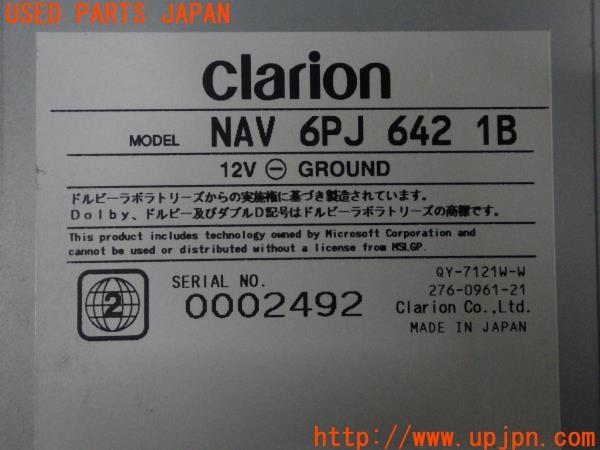 USED PARTS JAPAN
clarion
MODEL NAV 6PJ 642 1B
12V ⊖ GROUND
ドルビーラボラトリーズからの実施権に基づき製造されています。
Dolby、ドルビー及びダブルD記号はドルビーラボラトリーズの商標です。
This product includes technology owned by Microsoft Corporation and
cannot be used or distributed without a license from MSLGP.
2
SERIAL NO.
0002492
QY-7121W-W
276-0961-21
Clarion Co.,Ltd.
MADE IN JAPAN
http://www.upjpn.com/